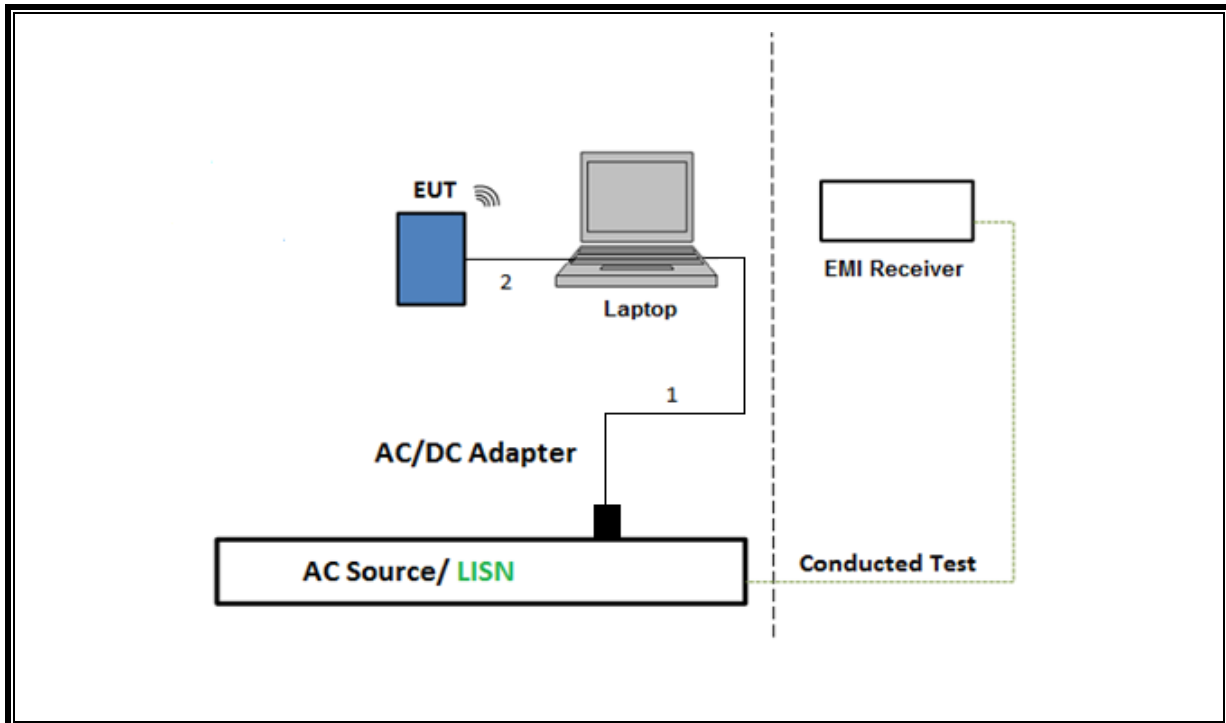 EUT
EMI Receiver
2
Laptop
1
AC/DC Adapter
AC Source/ LISN
Conducted Test